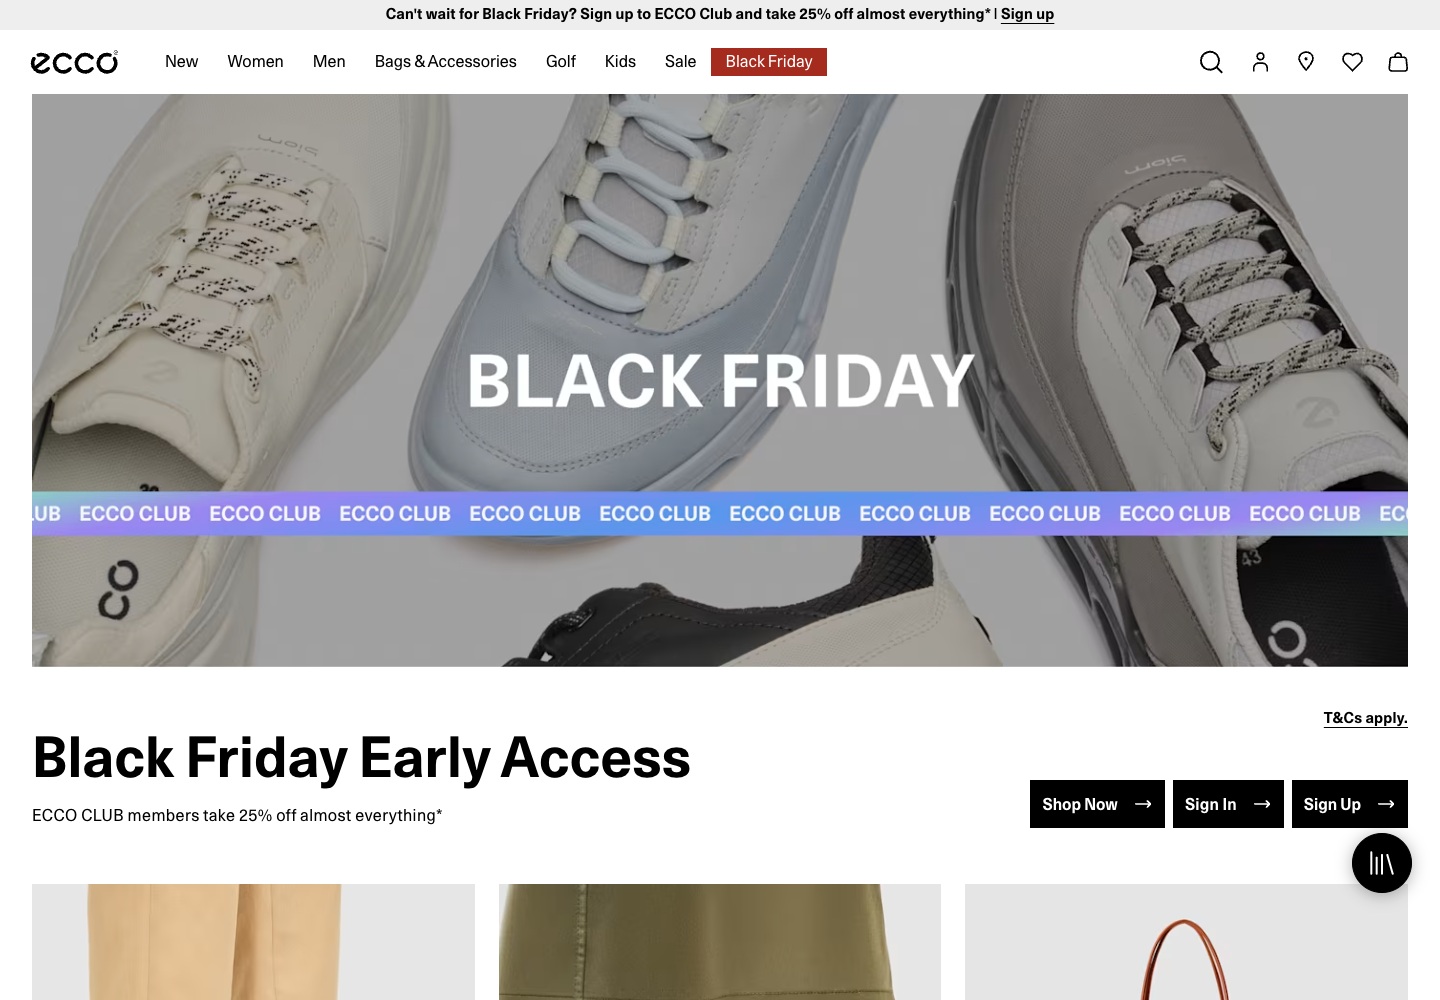 Can't wait for Black Friday? Sign up to ECCO Club and take 25% off almost everything* | Sign up
ecco
New Women Men Bags & Accessories Golf Kids Sale Black Friday
biom
biom
BLACK FRIDAY
ECCO CLUB ECCO CLUB ECCO CLUB ECCO CLUB ECCO CLUB ECCO CLUB ECCO CLUB ECCO CLUB ECCO CLUB ECCO CLUB
43
T&Cs apply.
Black Friday Early Access
ECCO CLUB members take 25% off almost everything*
Shop Now Sign In Sign Up